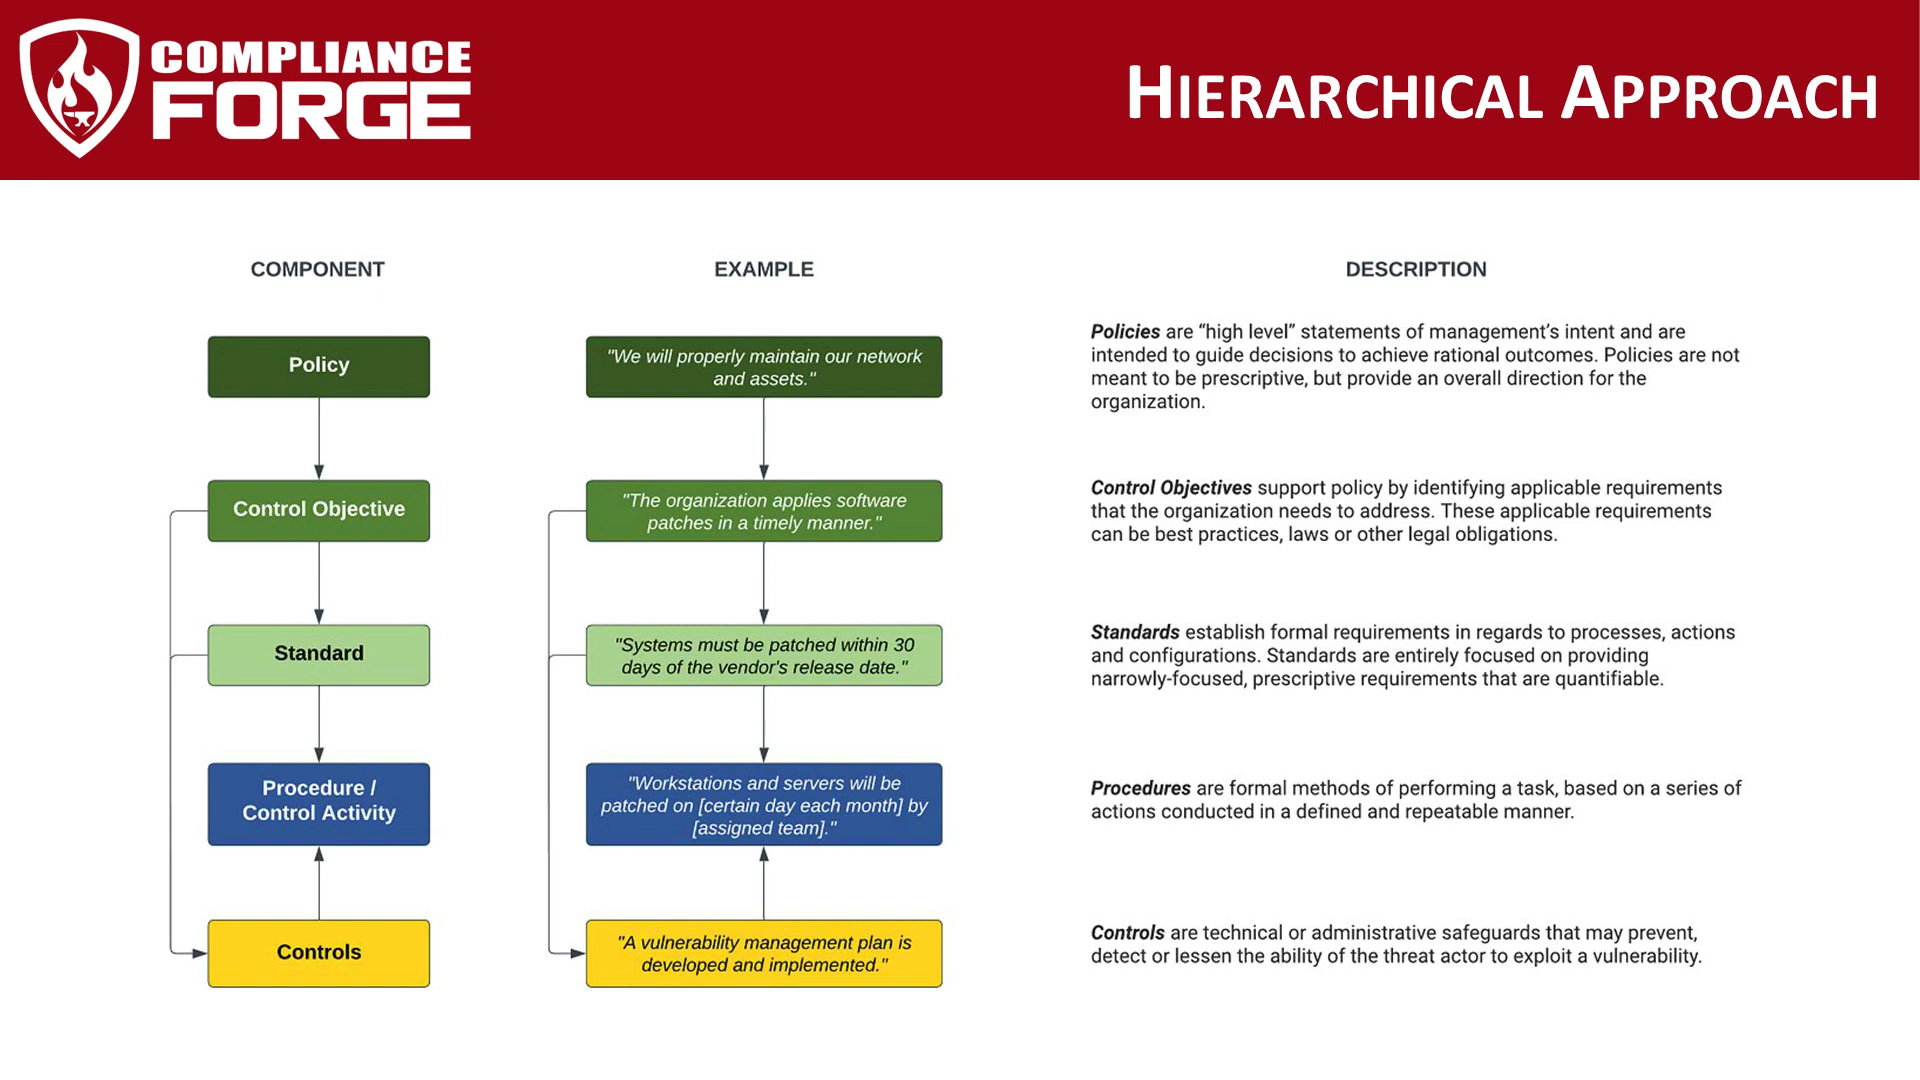 COMPLIANCE
FORGE
HIERARCHICAL APPROACH
COMPONENT
EXAMPLE
DESCRIPTION
Policy
"We will properly maintain our network
and assets."
Policies are “high level” statements of management’s intent and are
intended to guide decisions to achieve rational outcomes. Policies are not
meant to be prescriptive, but provide an overall direction for the
organization.
Control Objective
"The organization applies software
patches in a timely manner."
Control Objectives support policy by identifying applicable requirements
that the organization needs to address. These applicable requirements
can be best practices, laws or other legal obligations.
Standard
"Systems must be patched within 30
days of the vendor's release date."
Standards establish formal requirements in regards to processes, actions
and configurations. Standards are entirely focused on providing
narrowly-focused, prescriptive requirements that are quantifiable.
Procedure /
Control Activity
"Workstations and servers will be
patched on [certain day each month] by
[assigned team]."
Procedures are formal methods of performing a task, based on a series of
actions conducted in a defined and repeatable manner.
Controls
"A vulnerability management plan is
developed and implemented."
Controls are technical or administrative safeguards that may prevent,
detect or lessen the ability of the threat actor to exploit a vulnerability.